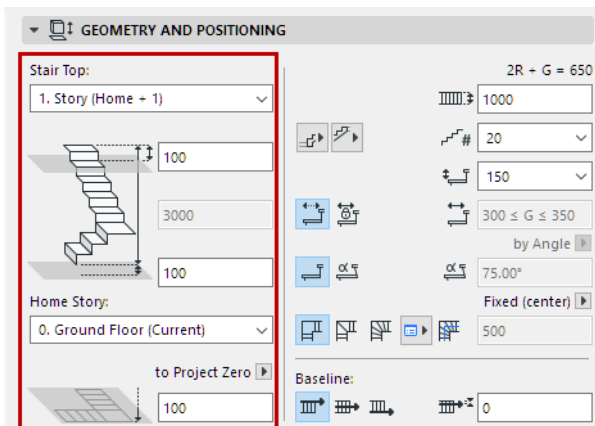 GEOMETRY AND POSITIONING
Stair Top:
1. Story (Home + 1)
100
3000
100
Home Story:
0. Ground Floor (Current)
to Project Zero
100
2R + G = 650
1000
# 20
150
300 ≤ G ≤ 350
by Angle
α α 75.00°
Fixed (center)
500
Baseline:
0